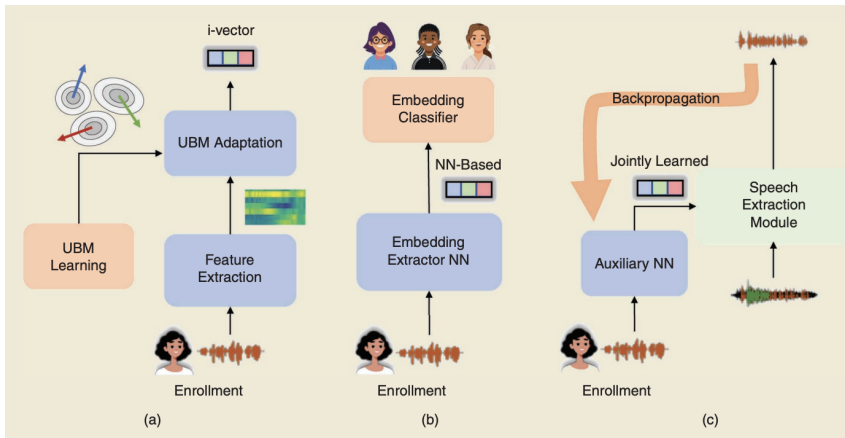 i-vector
UBM Adaptation
UBM
Learning
Feature
Extraction
Enrollment
(a)
Embedding
Classifier
NN-Based
Embedding
Extractor NN
Enrollment
(b)
Backpropagation
Jointly Learned
Speech
Extraction
Module
Auxiliary NN
Enrollment
(c)